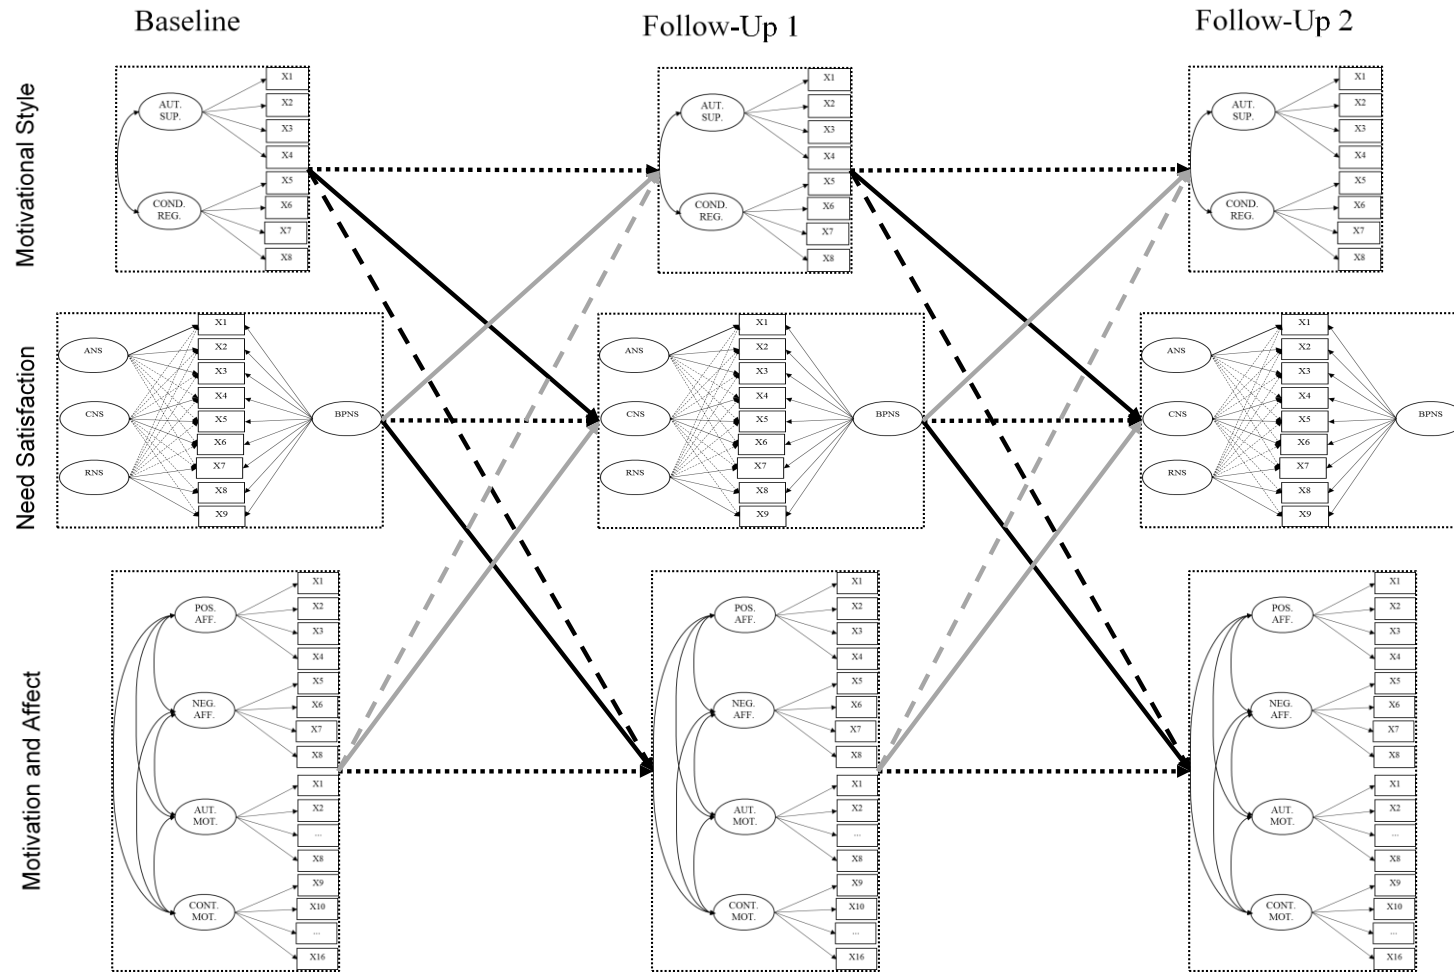 Baseline
Follow-Up 1
Follow-Up 2
Motivational Style
AUT.
SUP.
COND.
REG.
X1
X2
X3
X4
X5
X6
X7
X8
AUT.
SUP.
COND.
REG.
X1
X2
X3
X4
X5
X6
X7
X8
AUT.
SUP.
COND.
REG.
X1
X2
X3
X4
X5
X6
X7
X8
Need Satisfaction
ANS
CNS
RNS
X1
X2
X3
X4
X5
X6
X7
X8
X9
BPNS
ANS
CNS
RNS
X1
X2
X3
X4
X5
X6
X7
X8
X9
BPNS
ANS
CNS
RNS
X1
X2
X3
X4
X5
X6
X7
X8
X9
BPNS
Motivation and Affect
POS.
AFF.
NEG.
AFF.
AUT.
MOT.
CONT.
MOT.
X1
X2
X3
X4
X5
X6
X7
X8
X1
X2
...
X8
X9
X10
...
X16
POS.
AFF.
NEG.
AFF.
AUT.
MOT.
CONT.
MOT.
X1
X2
X3
X4
X5
X6
X7
X8
X1
X2
...
X8
X9
X10
...
X16
POS.
AFF.
NEG.
AFF.
AUT.
MOT.
CONT.
MOT.
X1
X2
X3
X4
X5
X6
X7
X8
X1
X2
...
X8
X9
X10
...
X16